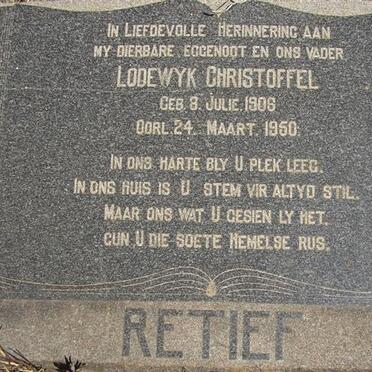 IN LIEFDEVOLLE HERINNERING AAN
MY DIERBARE EGGENOOT EN ONS VADER
LODEWYK CHRISTOFFEL
GEB. 8. JULIE. 1906
OORL. 24. MAART. 1950.
IN ONS HARTE BLY U PLEK LEEG.
IN ONS HUIS IS U STEM VIR ALTYD STIL.
MAAR ONS WAT U GESIEN LY HET.
GUN U DIE SOETE HEMELSE RUS.
RETIEF